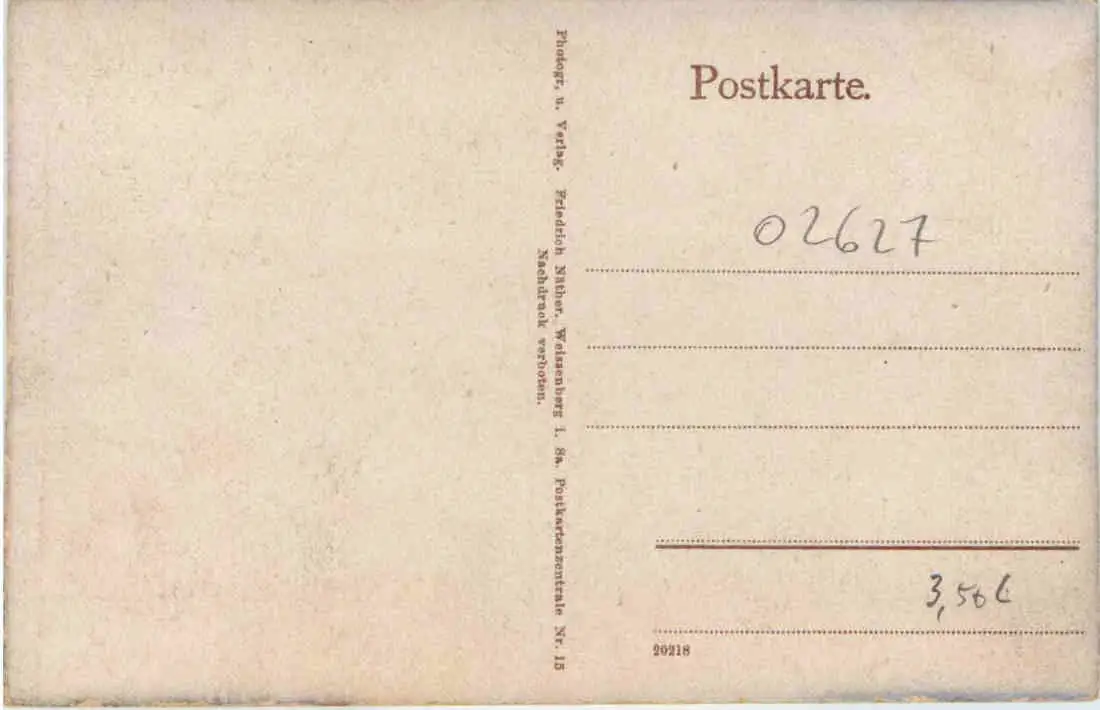 Photogr. u. Verlag. Friedrich Näther. Weissenberg i. Sa. Postkartenzentrale Nr. 15
Nachdruck verboten.
Postkarte.
02627
3,50€
20218